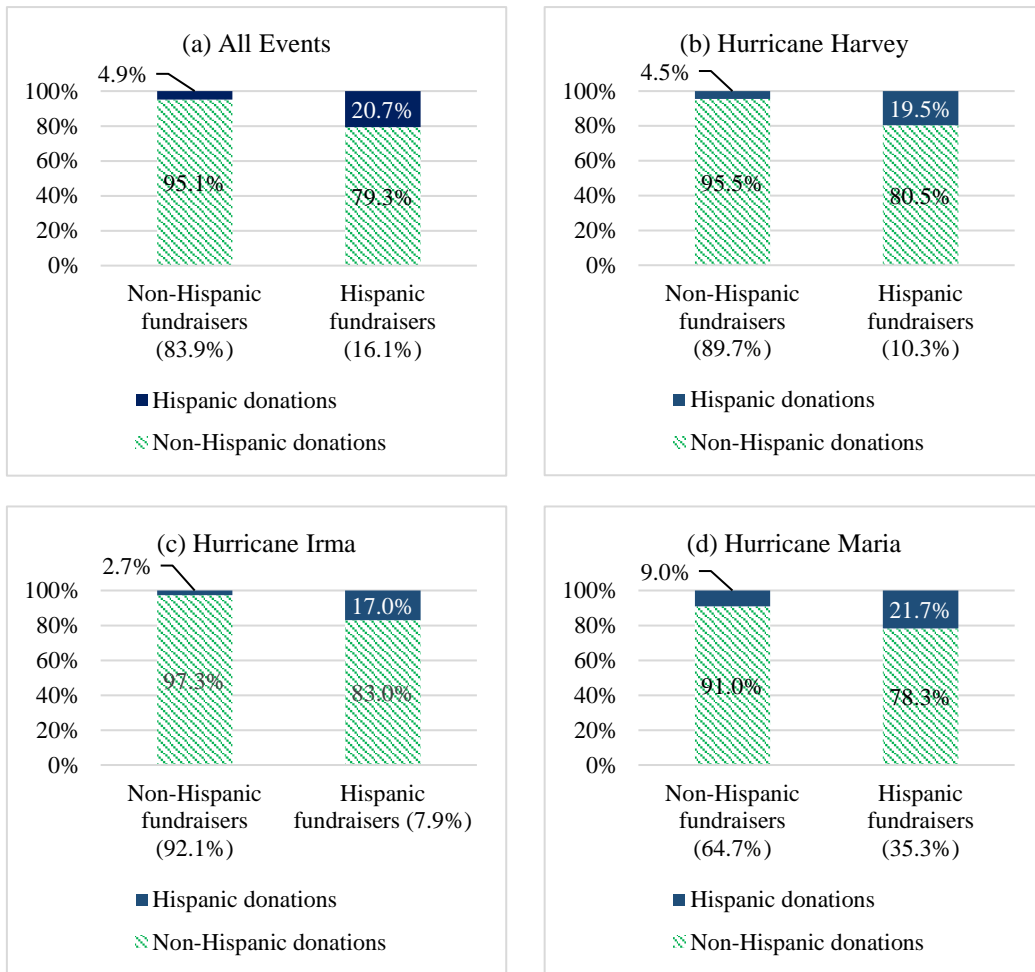 (a) All Events
4.9%
100%
80%
60%
40%
20%
0%
20.7%
95.1%
79.3%
Non-Hispanic
fundraisers
(83.9%)
Hispanic
fundraisers
(16.1%)
Hispanic donations
Non-Hispanic donations
(b) Hurricane Harvey
4.5%
100%
80%
60%
40%
20%
0%
19.5%
95.5%
80.5%
Non-Hispanic
fundraisers
(89.7%)
Hispanic
fundraisers
(10.3%)
Hispanic donations
Non-Hispanic donations
(c) Hurricane Irma
2.7%
100%
80%
60%
40%
20%
0%
17.0%
97.3%
83.0%
Non-Hispanic
fundraisers
(92.1%)
Hispanic
fundraisers (7.9%)
Hispanic donations
Non-Hispanic donations
(d) Hurricane Maria
9.0%
100%
80%
60%
40%
20%
0%
21.7%
91.0%
78.3%
Non-Hispanic
fundraisers
(64.7%)
Hispanic
fundraisers
(35.3%)
Hispanic donations
Non-Hispanic donations